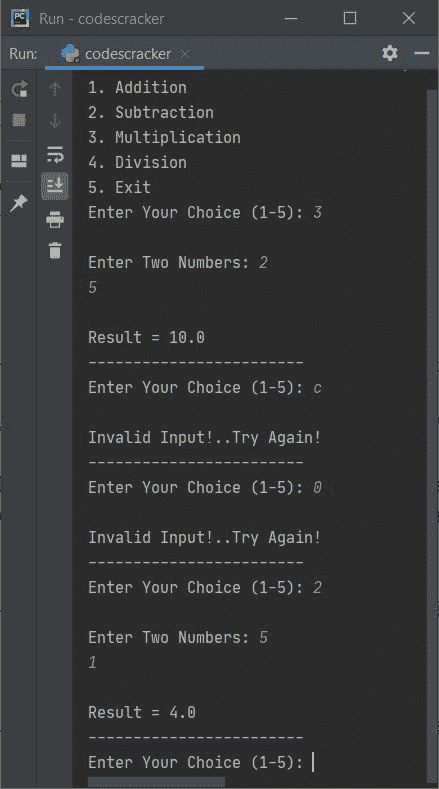 PC
Run - codescracker
Run:
codescracker
1. Addition
2. Subtraction
3. Multiplication
4. Division
5. Exit
Enter Your Choice (1-5): 3
Enter Two Numbers: 2
5
Result = 10.0
------------------------
Enter Your Choice (1-5): c
Invalid Input!..Try Again!
------------------------
Enter Your Choice (1-5): 0
Invalid Input!..Try Again!
------------------------
Enter Your Choice (1-5): 2
Enter Two Numbers: 5
1
Result = 4.0
------------------------
Enter Your Choice (1-5):